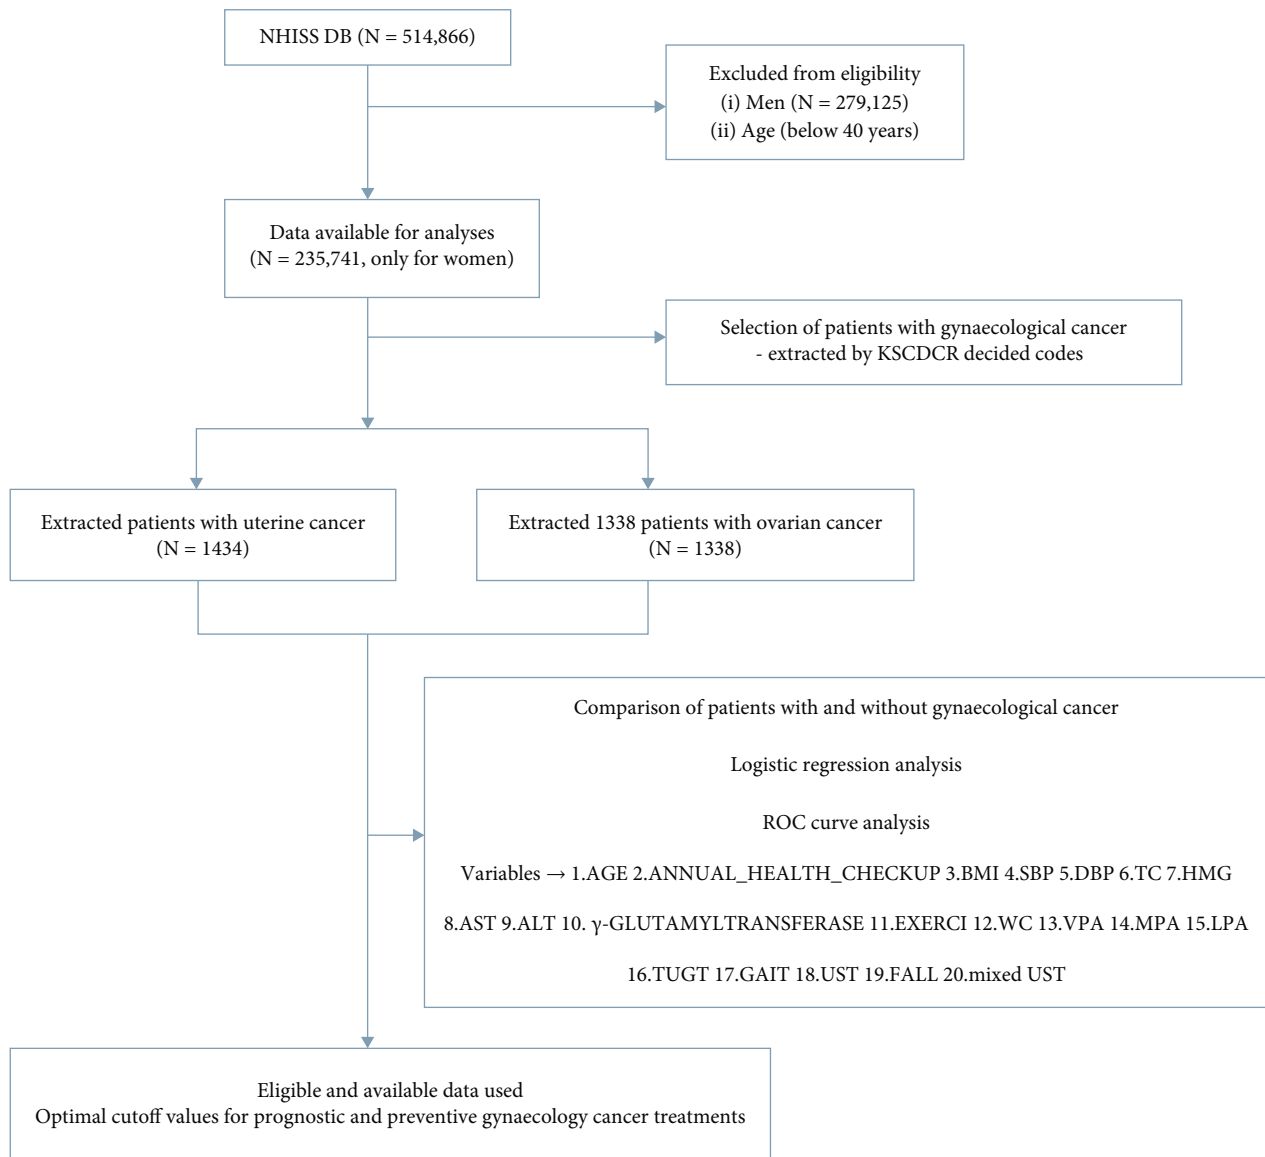 NHISS DB (N = 514,866)
Excluded from eligibility
(i) Men (N = 279,125)
(ii) Age (below 40 years)
Data available for analyses
(N = 235,741, only for women)
Selection of patients with gynaecological cancer
- extracted by KSCDCR decided codes
Extracted patients with uterine cancer
(N = 1434)
Extracted 1338 patients with ovarian cancer
(N = 1338)
Comparison of patients with and without gynaecological cancer
Logistic regression analysis
ROC curve analysis
Variables → 1.AGE 2.ANNUAL_HEALTH_CHECKUP 3.BMI 4.SBP 5.DBP 6.TC 7.HMG
8.AST 9.ALT 10. γ-GLUTAMYLTRANSFERASE 11.EXERCI 12.WC 13.VPA 14.MPA 15.LPA
16.TUGT 17.GAIT 18.UST 19.FALL 20.mixed UST
Eligible and available data used
Optimal cutoff values for prognostic and preventive gynaecology cancer treatments